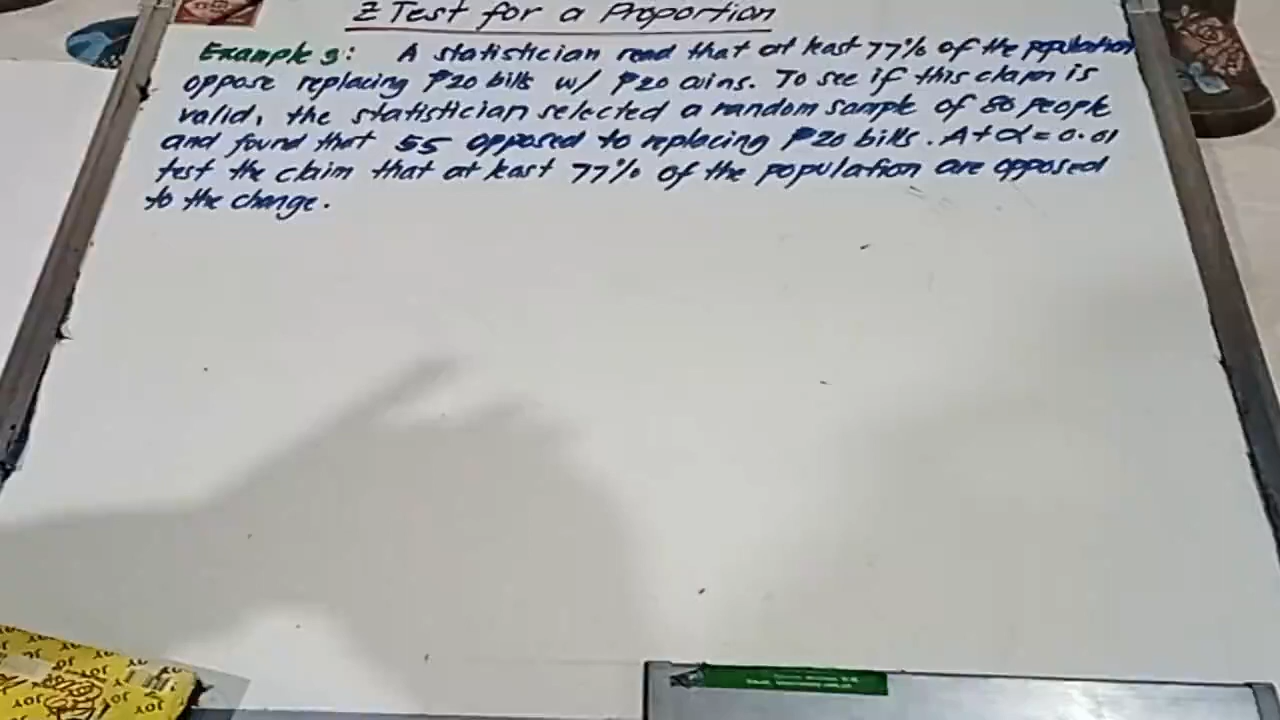 Z Test for a Proportion
Example 3: A statistician read that at least 77% of the population
oppose replacing ₱20 bills w/ ₱20 coins. To see if this claim is
valid, the statistician selected a random sample of 80 people
and found that 55 opposed to replacing ₱20 bills. At α = 0.01
test the claim that at least 77% of the population are opposed
to the change.
JOY